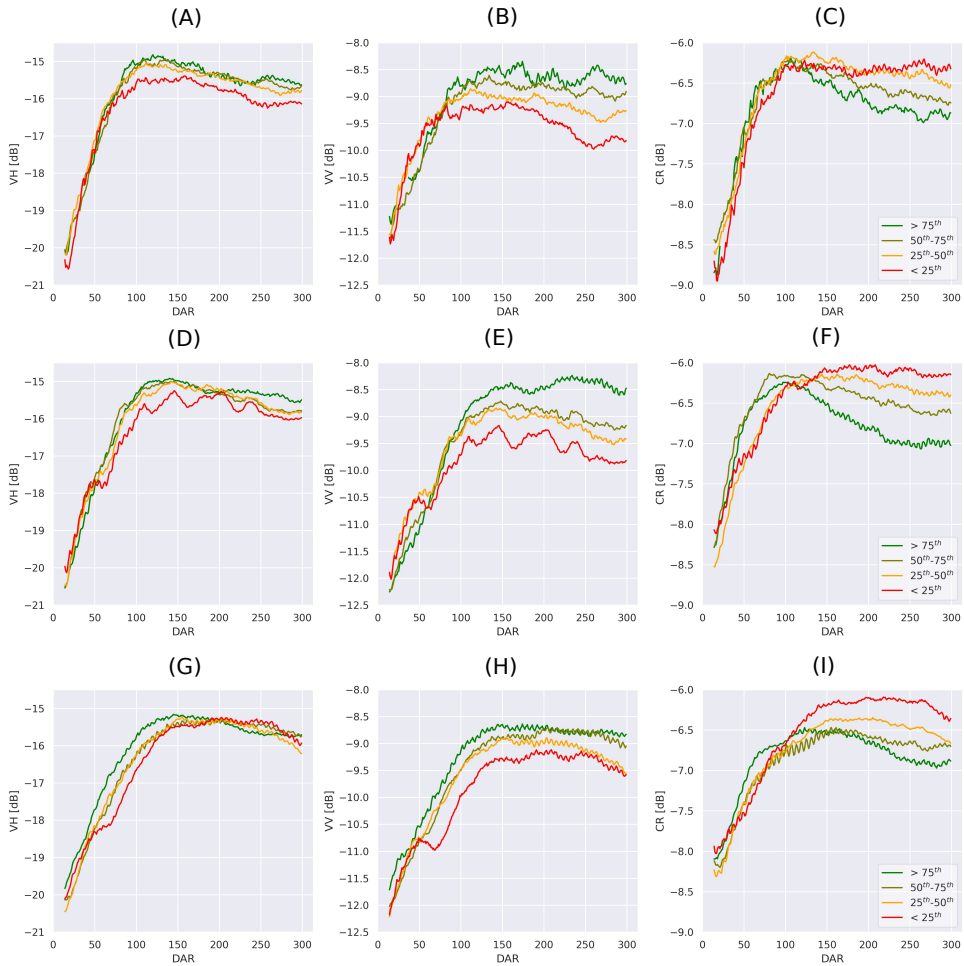 (A)
(B)
(C)
−15
−16
−17
−18
−19
−20
−21
VH [dB]
0 50 100 150 200 250 300
DAR
−8.0
−8.5
−9.0
−9.5
−10.0
−10.5
−11.0
−11.5
−12.0
−12.5
VV [dB]
0 50 100 150 200 250 300
DAR
−6.0
−6.5
−7.0
−7.5
−8.0
−8.5
−9.0
CR [dB]
0 50 100 150 200 250 300
DAR
> 75th
50th-75th
25th-50th
< 25th
(D)
(E)
(F)
−15
−16
−17
−18
−19
−20
−21
VH [dB]
0 50 100 150 200 250 300
DAR
−8.0
−8.5
−9.0
−9.5
−10.0
−10.5
−11.0
−11.5
−12.0
−12.5
VV [dB]
0 50 100 150 200 250 300
DAR
−6.0
−6.5
−7.0
−7.5
−8.0
−8.5
−9.0
CR [dB]
0 50 100 150 200 250 300
DAR
> 75th
50th-75th
25th-50th
< 25th
(G)
(H)
(I)
−15
−16
−17
−18
−19
−20
−21
VH [dB]
0 50 100 150 200 250 300
DAR
−8.0
−8.5
−9.0
−9.5
−10.0
−10.5
−11.0
−11.5
−12.0
−12.5
VV [dB]
0 50 100 150 200 250 300
DAR
−6.0
−6.5
−7.0
−7.5
−8.0
−8.5
−9.0
CR [dB]
0 50 100 150 200 250 300
DAR
> 75th
50th-75th
25th-50th
< 25th